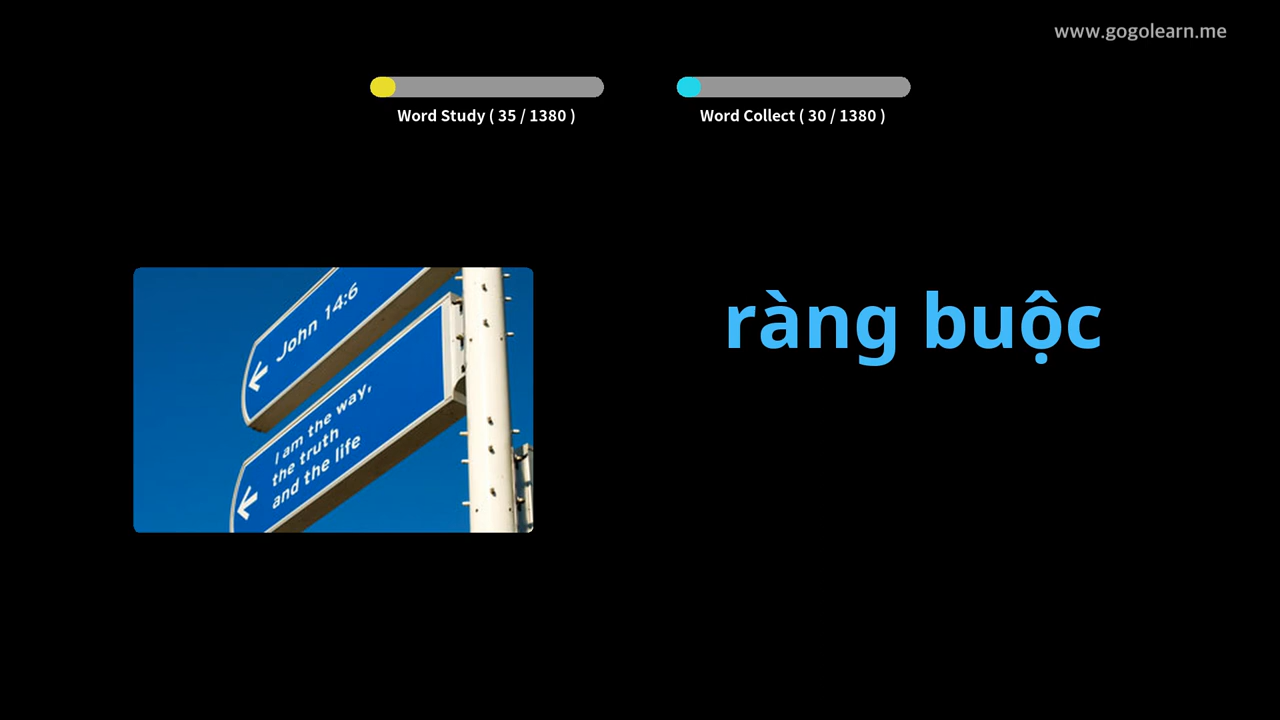 www.gogolearn.me
Word Study ( 35 / 1380 )
Word Collect ( 30 / 1380 )
John 14:6
I am the way,
the truth
and the life
ràng buộc